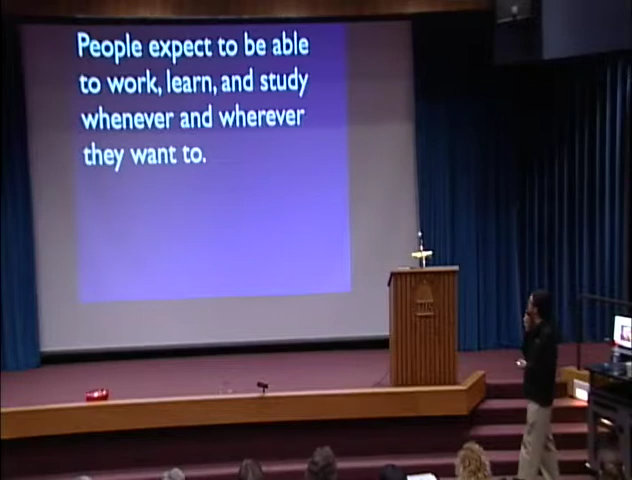 People expect to be able
to work, learn, and study
whenever and wherever
they want to.